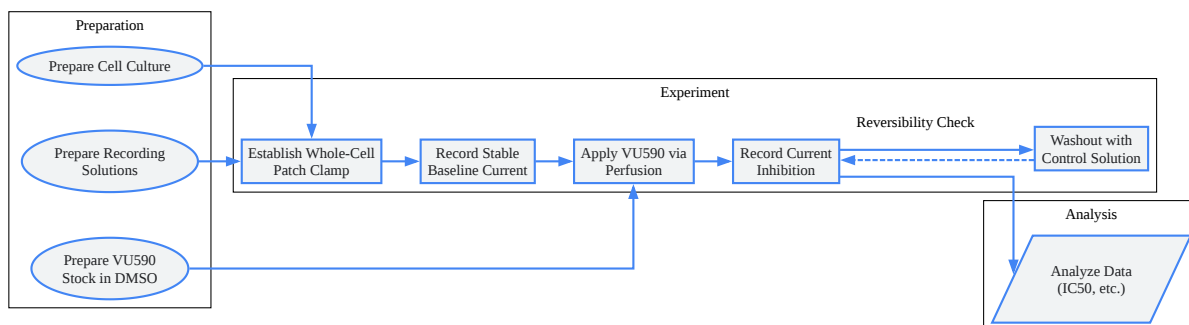 Preparation
Prepare Cell Culture
Prepare Recording
Solutions
Prepare VU590
Stock in DMSO
Experiment
Establish Whole-Cell
Patch Clamp
Record Stable
Baseline Current
Apply VU590 via
Perfusion
Record Current
Inhibition
Reversibility Check
Washout with
Control Solution
Analysis
Analyze Data
(IC50, etc.)